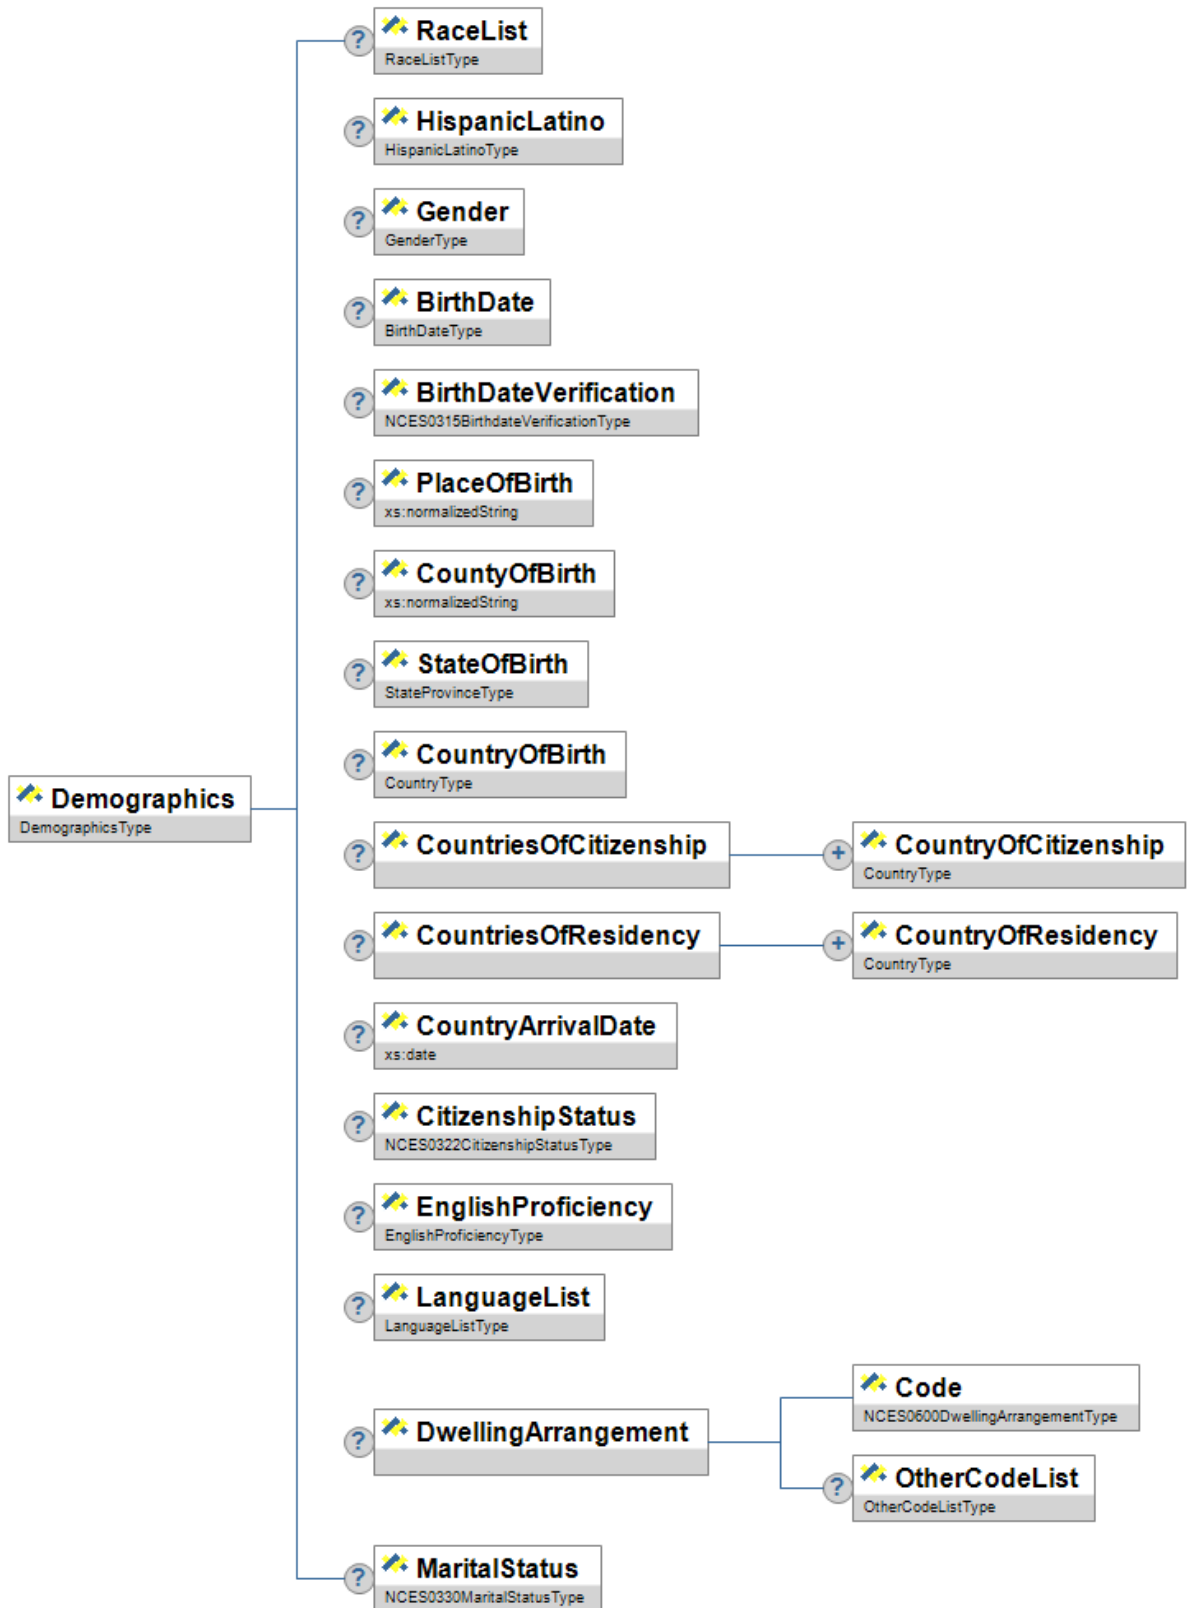 RaceList
RaceListType
?
HispanicLatino
HispanicLatinoType
?
Gender
GenderType
?
BirthDate
BirthDateType
?
BirthDateVerification
NCES0315BirthdateVerificationType
?
PlaceOfBirth
xs:normalizedString
?
CountyOfBirth
xs:normalizedString
?
StateOfBirth
StateProvinceType
?
CountryOfBirth
CountryType
?
Demographics
DemographicsType
CountriesOfCitizenship
?
+
CountryOfCitizenship
CountryType
CountriesOfResidency
?
+
CountryOfResidency
CountryType
CountryArrivalDate
xs:date
?
CitizenshipStatus
NCES0322CitizenshipStatusType
?
EnglishProficiency
EnglishProficiencyType
?
LanguageList
LanguageListType
?
DwellingArrangement
?
Code
NCES0600DwellingArrangementType
?
OtherCodeList
OtherCodeListType
?
MaritalStatus
NCES0330MaritalStatusType